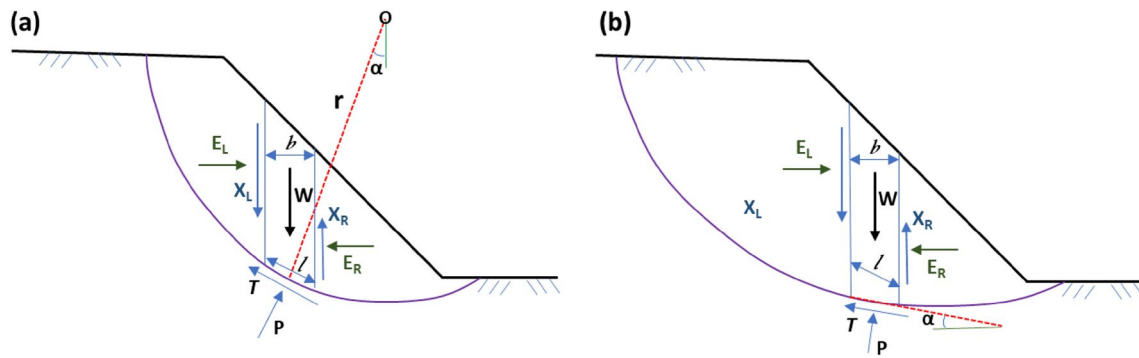 (a)
O
α
r
E_L
b
X_L
W
X_R
l
E_R
T
P
(b)
E_L
b
X_L
W
X_R
l
E_R
T
α
P